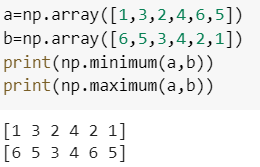 a=np.array([1,3,2,4,6,5])
b=np.array([6,5,3,4,2,1])
print(np.minimum(a,b))
print(np.maximum(a,b))
[1 3 2 4 2 1]
[6 5 3 4 6 5]